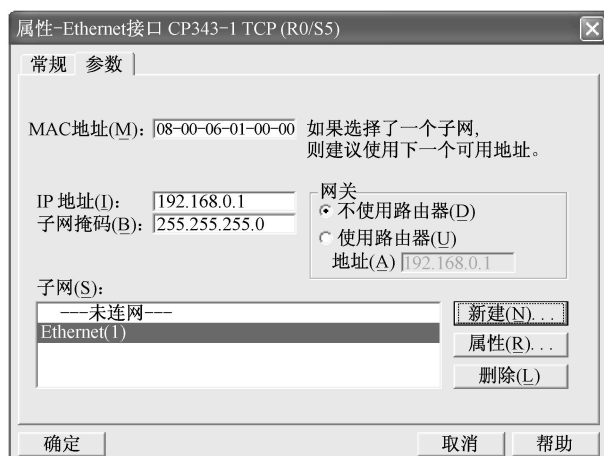 属性-Ethernet接口 CP343-1 TCP (R0/S5)
常规 参数
MAC地址(M): 08-00-06-01-00-00
如果选择了一个子网,
则建议使用下一个可用地址。
IP 地址(I): 192.168.0.1
子网掩码(B): 255.255.255.0
网关
不使用路由器(D)
使用路由器(U)
地址(A) 192.168.0.1
子网(S):
---未连网---
Ethernet(1)
新建(N)...
属性(R)...
删除(L)
确定 取消 帮助